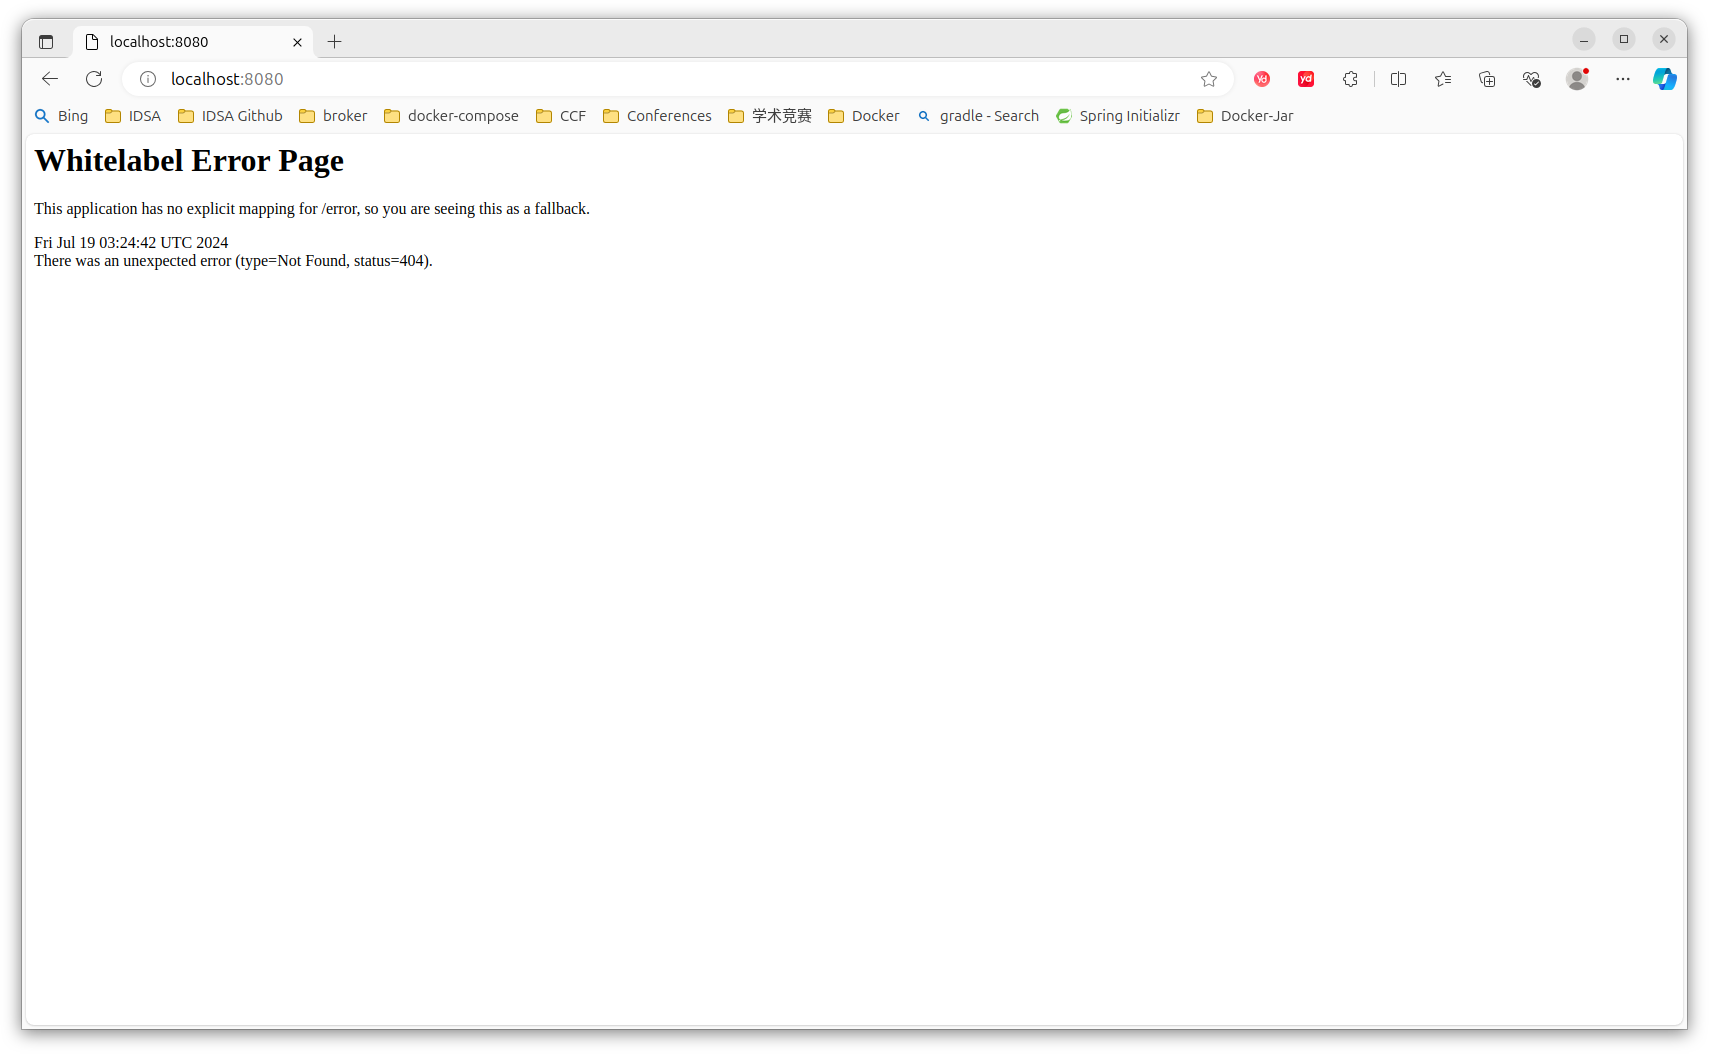 localhost:8080
localhost:8080
yd
yd
Bing IDSA IDSA Github broker docker-compose CCF Conferences 学术竞赛 Docker gradle - Search Spring Initializr Docker-Jar
Whitelabel Error Page
This application has no explicit mapping for /error, so you are seeing this as a fallback.
Fri Jul 19 03:24:42 UTC 2024
There was an unexpected error (type=Not Found, status=404).